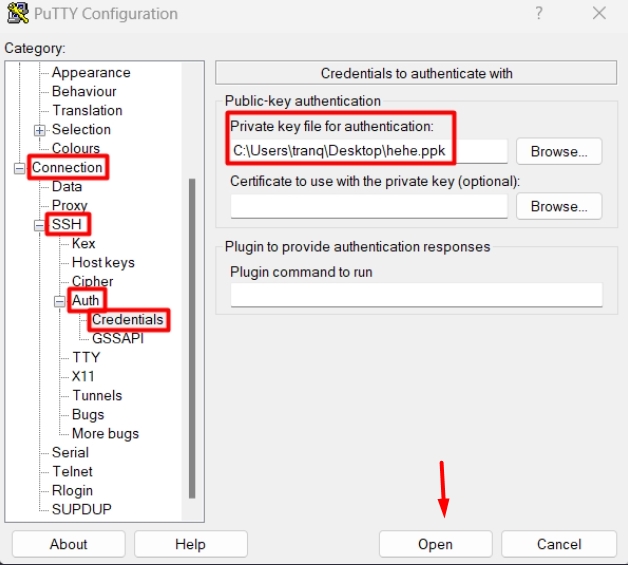 PuTTY Configuration
?
Category:
Appearance
Behaviour
Translation
Selection
Colours
Connection
Data
Proxy
SSH
Kex
Host keys
Cipher
Auth
Credentials
GSSAPI
TTY
X11
Tunnels
Bugs
More bugs
Serial
Telnet
Rlogin
SUPDUP
Credentials to authenticate with
Public-key authentication
Private key file for authentication:
C:\Users\tranq\Desktop\hehe.ppk
Browse...
Certificate to use with the private key (optional):
Browse...
Plugin to provide authentication responses
Plugin command to run
About
Help
Open
Cancel